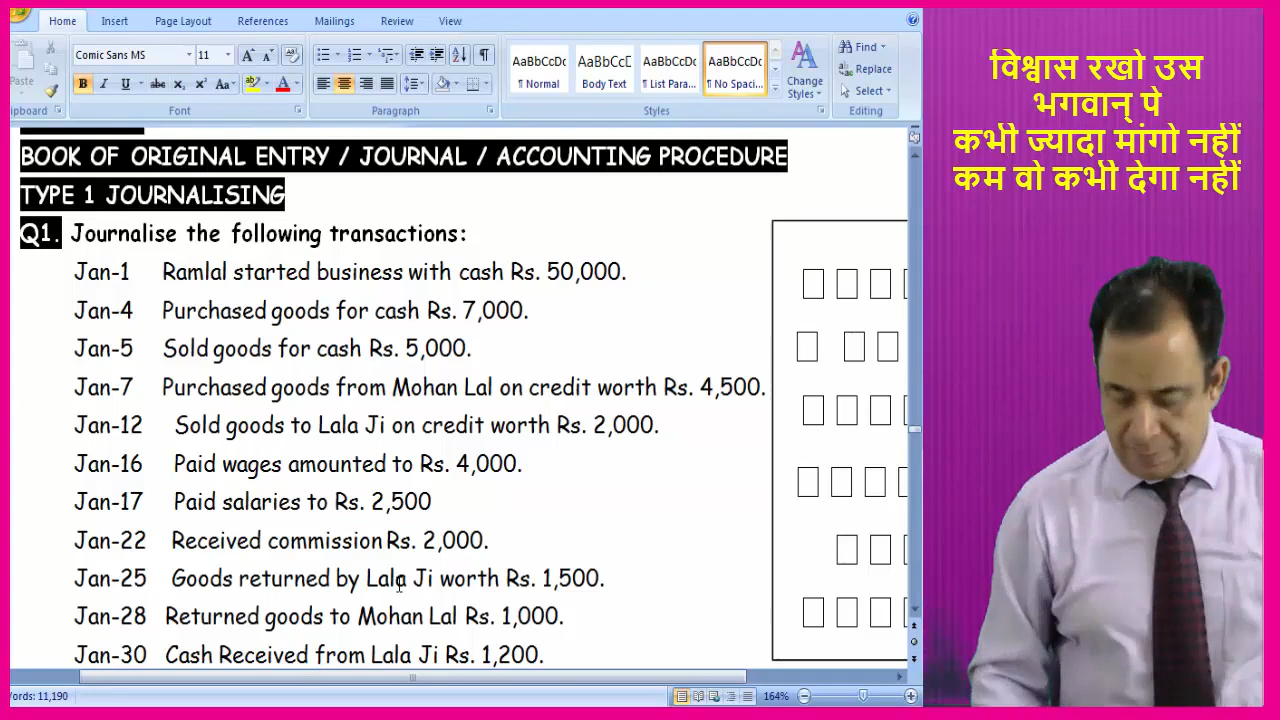 Home Insert Page Layout References Mailings Review View
Comic Sans MS 11
Paste
B I U abc x₂ x² Aa A
AaBbCcDc AaBbCcD AaBbCcDc AaBbCcDc
¶ Normal Body Text ¶ List Para... ¶ No Spaci...
Change Styles
Find
Replace
Select
lipboard Font Paragraph Styles Editing
BOOK OF ORIGINAL ENTRY / JOURNAL / ACCOUNTING PROCEDURE
TYPE 1 JOURNALISING
Q1. Journalise the following transactions:
Jan-1 Ramlal started business with cash Rs. 50,000.
Jan-4 Purchased goods for cash Rs. 7,000.
Jan-5 Sold goods for cash Rs. 5,000.
Jan-7 Purchased goods from Mohan Lal on credit worth Rs. 4,500.
Jan-12 Sold goods to Lala Ji on credit worth Rs. 2,000.
Jan-16 Paid wages amounted to Rs. 4,000.
Jan-17 Paid salaries to Rs. 2,500
Jan-22 Received commission Rs. 2,000.
Jan-25 Goods returned by Lala Ji worth Rs. 1,500.
Jan-28 Returned goods to Mohan Lal Rs. 1,000.
Jan-30 Cash Received from Lala Ji Rs. 1,200.
ords: 11,190 164%
विश्वास रखो उस
भगवान् पे
कभी ज्यादा मांगो नहीं
कम वो कभी देगा नहीं